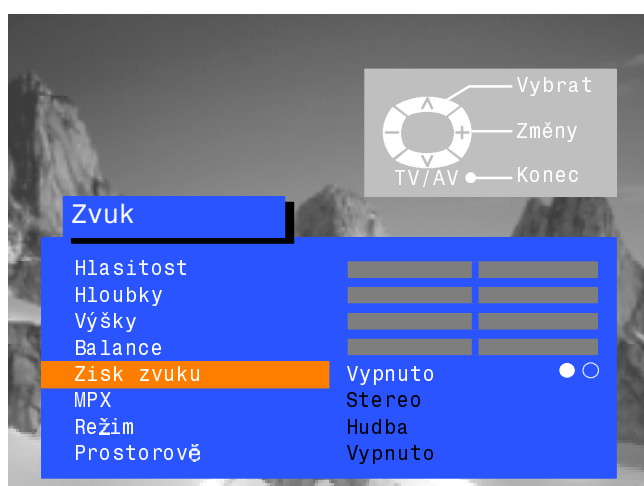 Vybrat
Změny
TV/AV Konec
Zvuk
Hlasitost
Hloubky
Výšky
Balance
Zisk zvuku Vypnuto
MPX Stereo
Režim Hudba
Prostorově Vypnuto